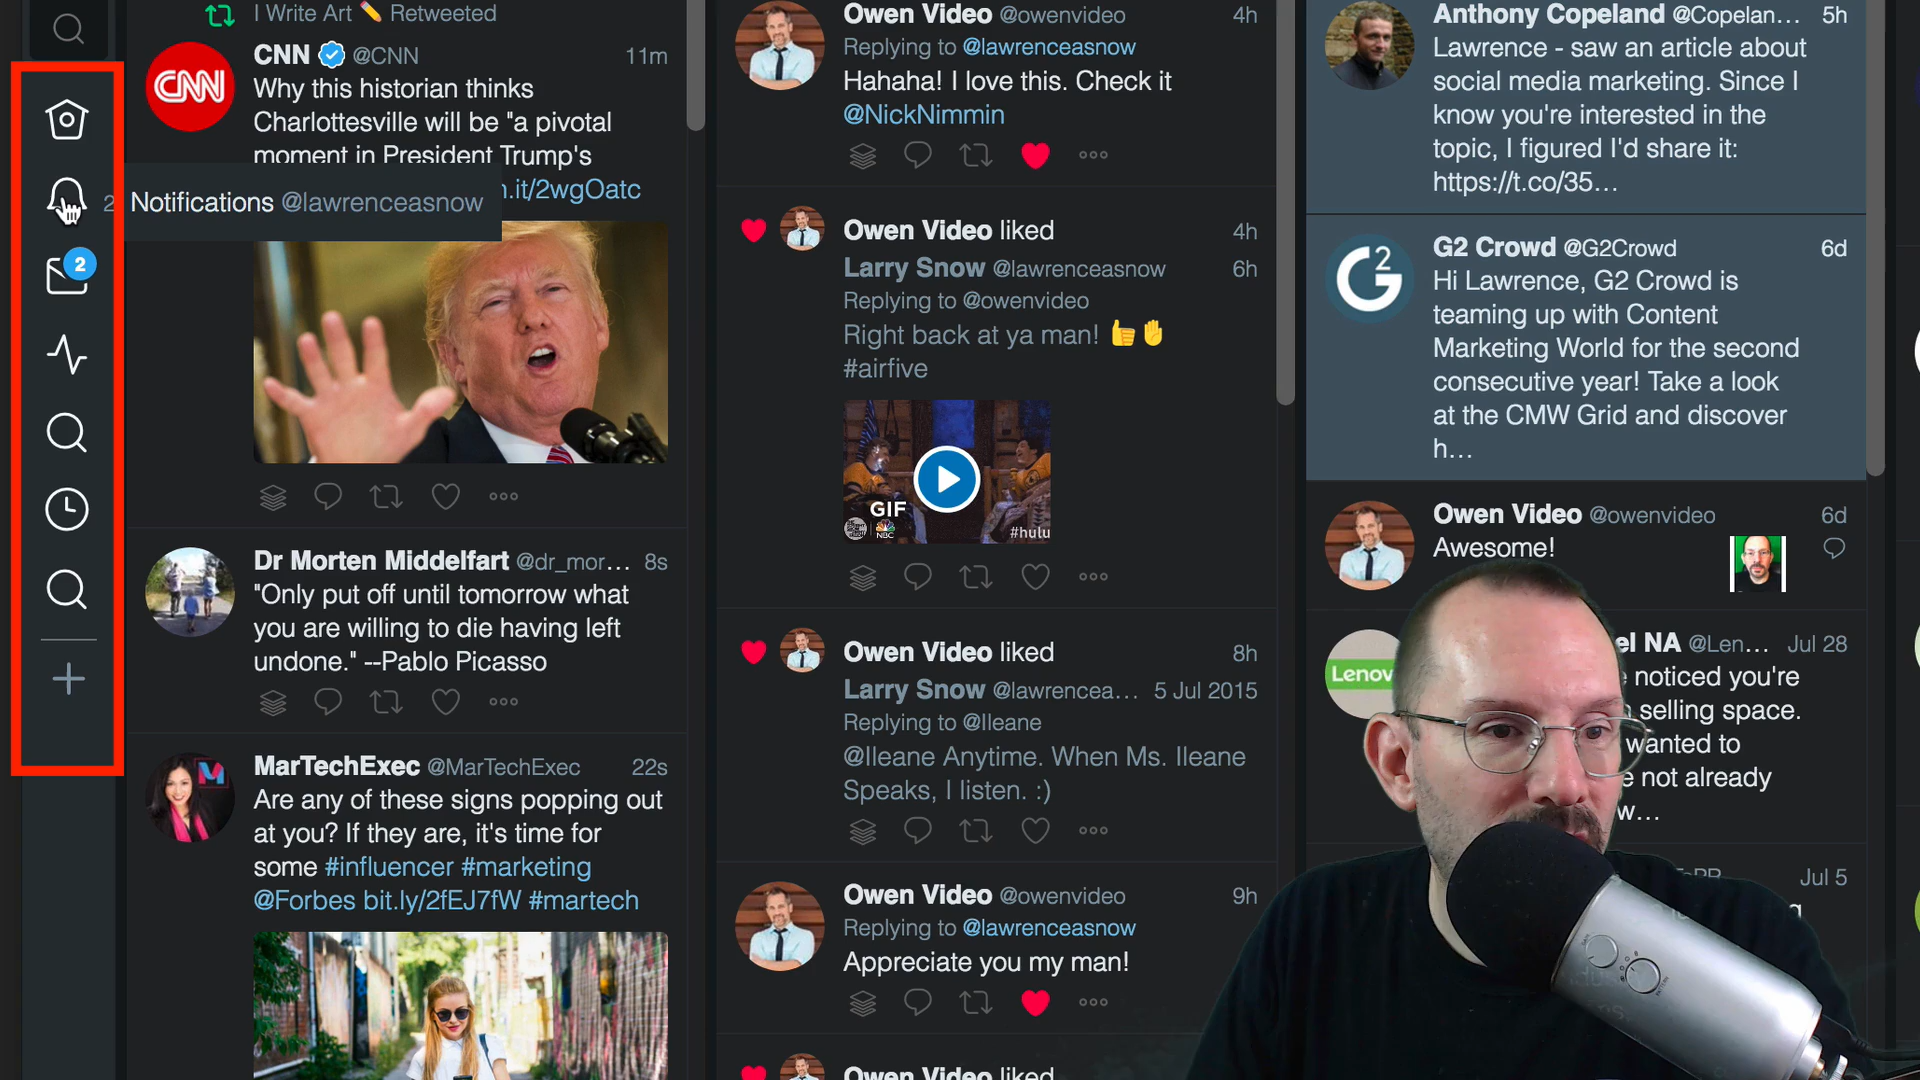 I Write Art ✏️ Retweeted
CNN @CNN 11m
CNN
Why this historian thinks
Charlottesville will be "a pivotal
moment in President Trump's
n.it/2wgOatc
2
Notifications @lawrenceasnow
2
Dr Morten Middelfart @dr_mor... 8s
"Only put off until tomorrow what
you are willing to die having left
undone." --Pablo Picasso
MarTechExec @MarTechExec 22s
Are any of these signs popping out
at you? If they are, it's time for
some #influencer #marketing
@Forbes bit.ly/2fEJ7fW #martech
Owen Video @owenvideo 4h
Replying to @lawrenceasnow
Hahaha! I love this. Check it
@NickNimmin
Owen Video liked 4h
Larry Snow @lawrenceasnow 6h
Replying to @owenvideo
Right back at ya man! 👍✋
#airfive
GIF
NBC
#hulu
Owen Video liked 8h
Larry Snow @lawrencea... 5 Jul 2015
Replying to @Ileane
@Ileane Anytime. When Ms. Ileane
Speaks, I listen. :)
Owen Video @owenvideo 9h
Replying to @lawrenceasnow
Appreciate you my man!
Owen Video liked
Anthony Copeland @Copelan... 5h
Lawrence - saw an article about
social media marketing. Since I
know you're interested in the
topic, I figured I'd share it:
https://t.co/35...
G2 Crowd @G2Crowd 6d
G2
Hi Lawrence, G2 Crowd is
teaming up with Content
Marketing World for the second
consecutive year! Take a look
at the CMW Grid and discover
h...
Owen Video @owenvideo 6d
Awesome!
el NA @Len... Jul 28
Lenov
noticed you're
selling space.
wanted to
not already
w...
Jul 5